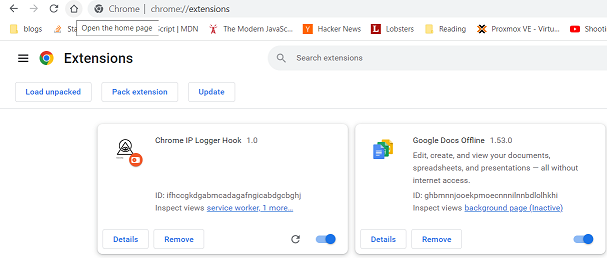 Chrome | chrome://extensions
blogs
Sta
Open the home page
Script | MDN
The Modern JavaSc...
Hacker News
Lobsters
Reading
Proxmox VE - Virtu...
Shooti
Extensions
Search extensions
Load unpacked
Pack extension
Update
Chrome IP Logger Hook 1.0
ID: ifhccgkdgabmcadagafngicabdgcbghj
Inspect views service worker, 1 more...
Details
Remove
Google Docs Offline 1.53.0
Edit, create, and view your documents,
spreadsheets, and presentations — all without
internet access.
ID: ghbmnnjooekpmoecnnnilnnbdlolhkhi
Inspect views background page (Inactive)
Details
Remove